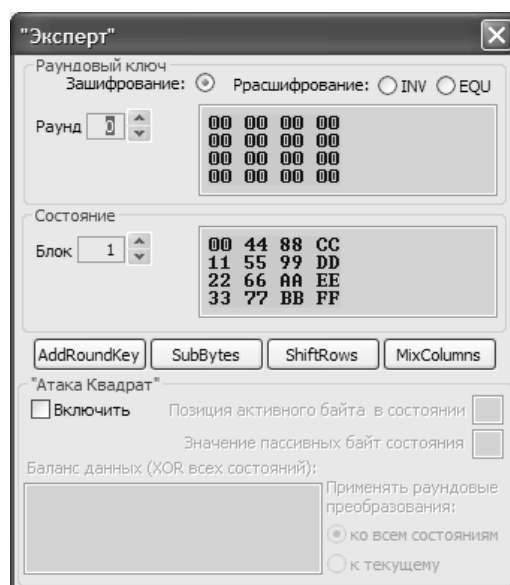 "Эксперт"
Раундовый ключ
Зашифрование: Ррасшифрование: INV EQU
Раунд 0
00 00 00 00
00 00 00 00
00 00 00 00
00 00 00 00
Состояние
Блок 1
00 44 88 CC
11 55 99 DD
22 66 AA EE
33 77 BB FF
AddRoundKey SubBytes ShiftRows MixColumns
"Атака Квадрат"
Включить Позиция активного байта в состоянии
Значение пассивных байт состояния
Баланс данных (XOR всех состояний):
Применять раундовые
преобразования:
ко всем состояниям
к текущему